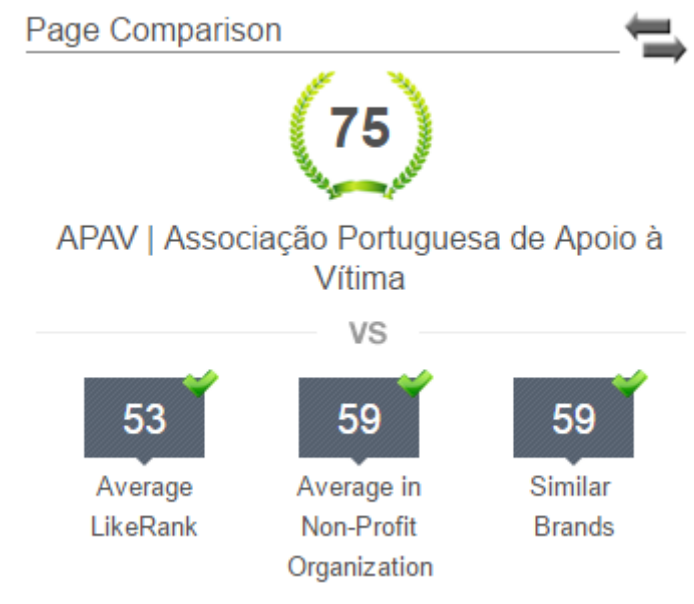 Page Comparison
75
APAV | Associação Portuguesa de Apoio à
Vítima
VS
53
59
59
Average
LikeRank
Average in
Non-Profit
Organization
Similar
Brands